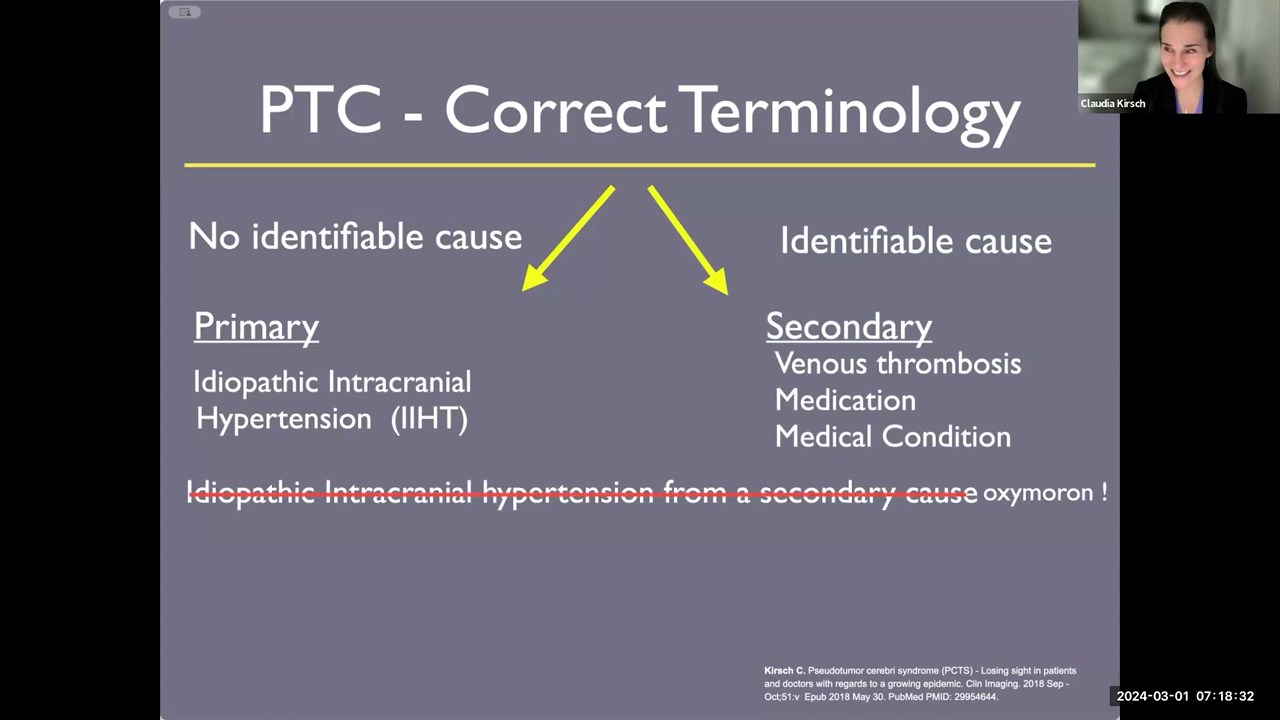 PTC - Correct Terminology
Claudia Kirsch
No identifiable cause
Identifiable cause
Primary
Secondary
Venous thrombosis
Idiopathic Intracranial
Medication
Hypertension (IIHT)
Medical Condition
Idiopathic Intracranial hypertension from a secondary cause oxymoron !
Kirsch C. Pseudotumor cerebri syndrome (PCTS) - Losing sight in patients
and doctors with regards to a growing epidemic. Clin Imaging. 2018 Sep -
Oct;51:v Epub 2018 May 30. PubMed PMID: 29954644.
2024-03-01 07:18:32